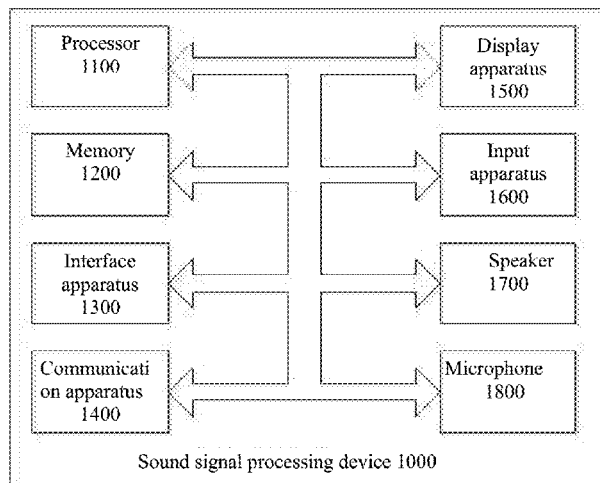 Processor
1100
Display
apparatus
1500
Memory
1200
Input
apparatus
1600
Interface
apparatus
1300
Speaker
1700
Communicati
on apparatus
1400
Microphone
1800
Sound signal processing device 1000